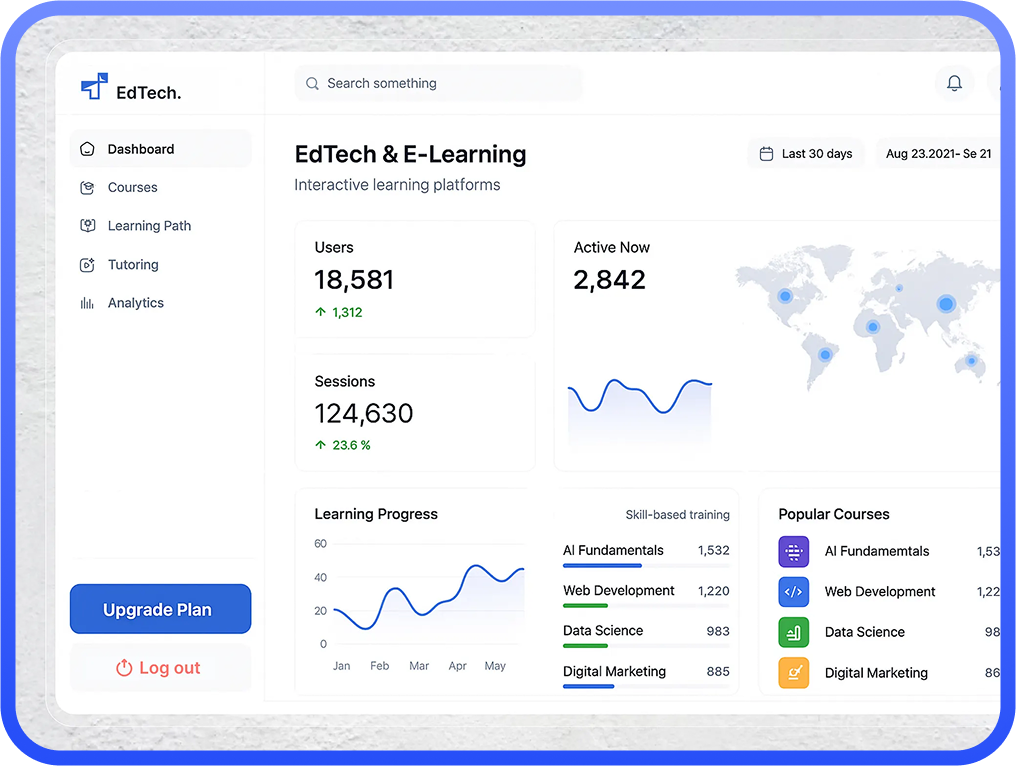 EdTech.
Search something
Dashboard
Courses
Learning Path
Tutoring
Analytics
Upgrade Plan
Log out
EdTech & E-Learning
Interactive learning platforms
Last 30 days
Aug 23.2021- Se 21
Users
18,581
↑ 1,312
Sessions
124,630
↑ 23.6 %
Active Now
2,842
Learning Progress
60
40
20
0
Jan Feb Mar Apr May
Skill-based training
AI Fundamentals 1,532
Web Development 1,220
Data Science 983
Digital Marketing 885
Popular Courses
AI Fundamemtals 1,53
</> Web Development 1,22
Data Science 98
Digital Marketing 86